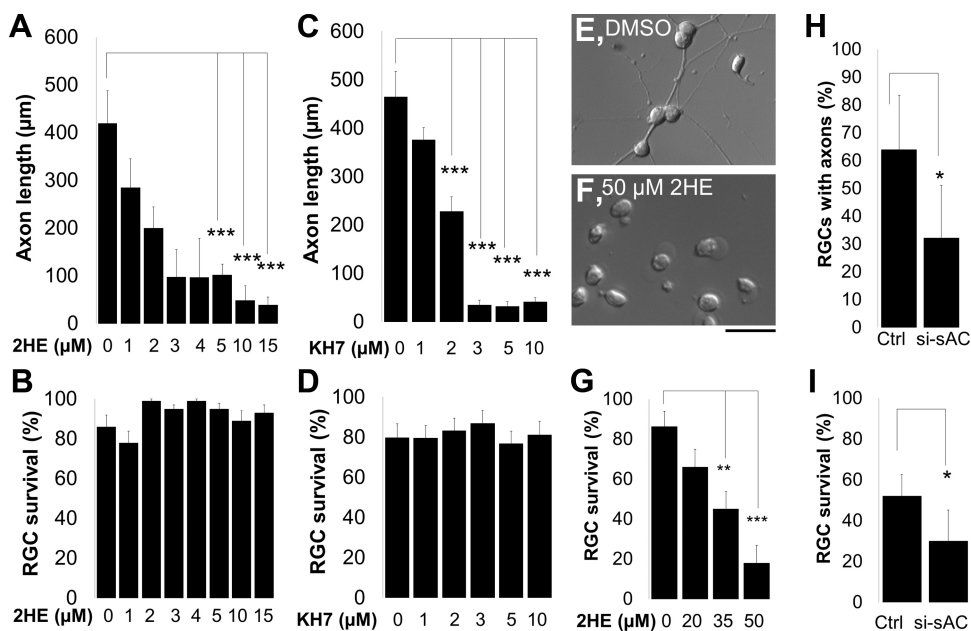 A
600
500
400
300
200
100
0
Axon length (µm)
***
***
***
2HE (µM) 0 1 2 3 4 5 10 15
C
600
500
400
300
200
100
0
Axon length (µm)
***
***
***
***
KH7 (µM) 0 1 2 3 5 10
E, DMSO
F, 50 µM 2HE
H
100
90
80
70
60
50
40
30
20
10
0
RGCs with axons (%)
*
Ctrl si-sAC
B
100
80
60
40
20
0
RGC survival (%)
2HE (µM) 0 1 2 3 4 5 10 15
D
100
80
60
40
20
0
RGC survival (%)
KH7 (µM) 0 1 2 3 5 10
G
100
80
60
40
20
0
RGC survival (%)
**
***
2HE (µM) 0 20 35 50
I
100
80
60
40
20
0
RGC survival (%)
*
Ctrl si-sAC